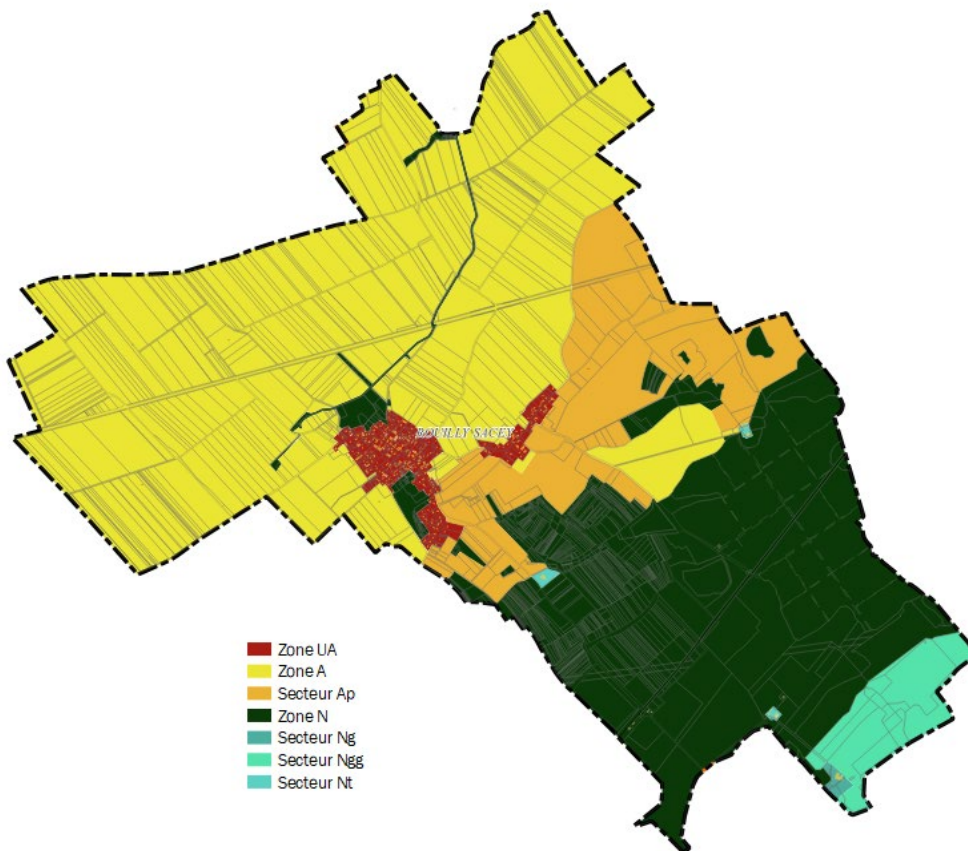 BOUILLY SACEY
Zone UA
Zone A
Secteur Ap
Zone N
Secteur Ng
Secteur Ngg
Secteur Nt